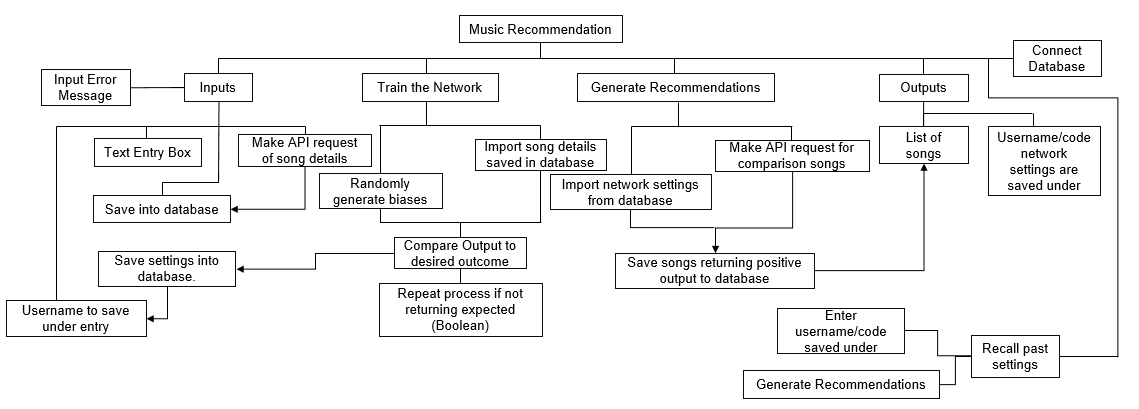 Music Recommendation
Connect
Database
Input Error
Message
Inputs
Train the Network
Generate Recommendations
Outputs
Text Entry Box
Make API request
of song details
Import song details
saved in database
Make API request for
comparison songs
List of
songs
Username/code
network
settings are
saved under
Randomly
generate biases
Import network settings
from database
Save into database
Compare Output to
desired outcome
Save settings into
database.
Save songs returning positive
output to database
Repeat process if not
returning expected
(Boolean)
Username to save
under entry
Enter
username/code
saved under
Recall past
settings
Generate Recommendations